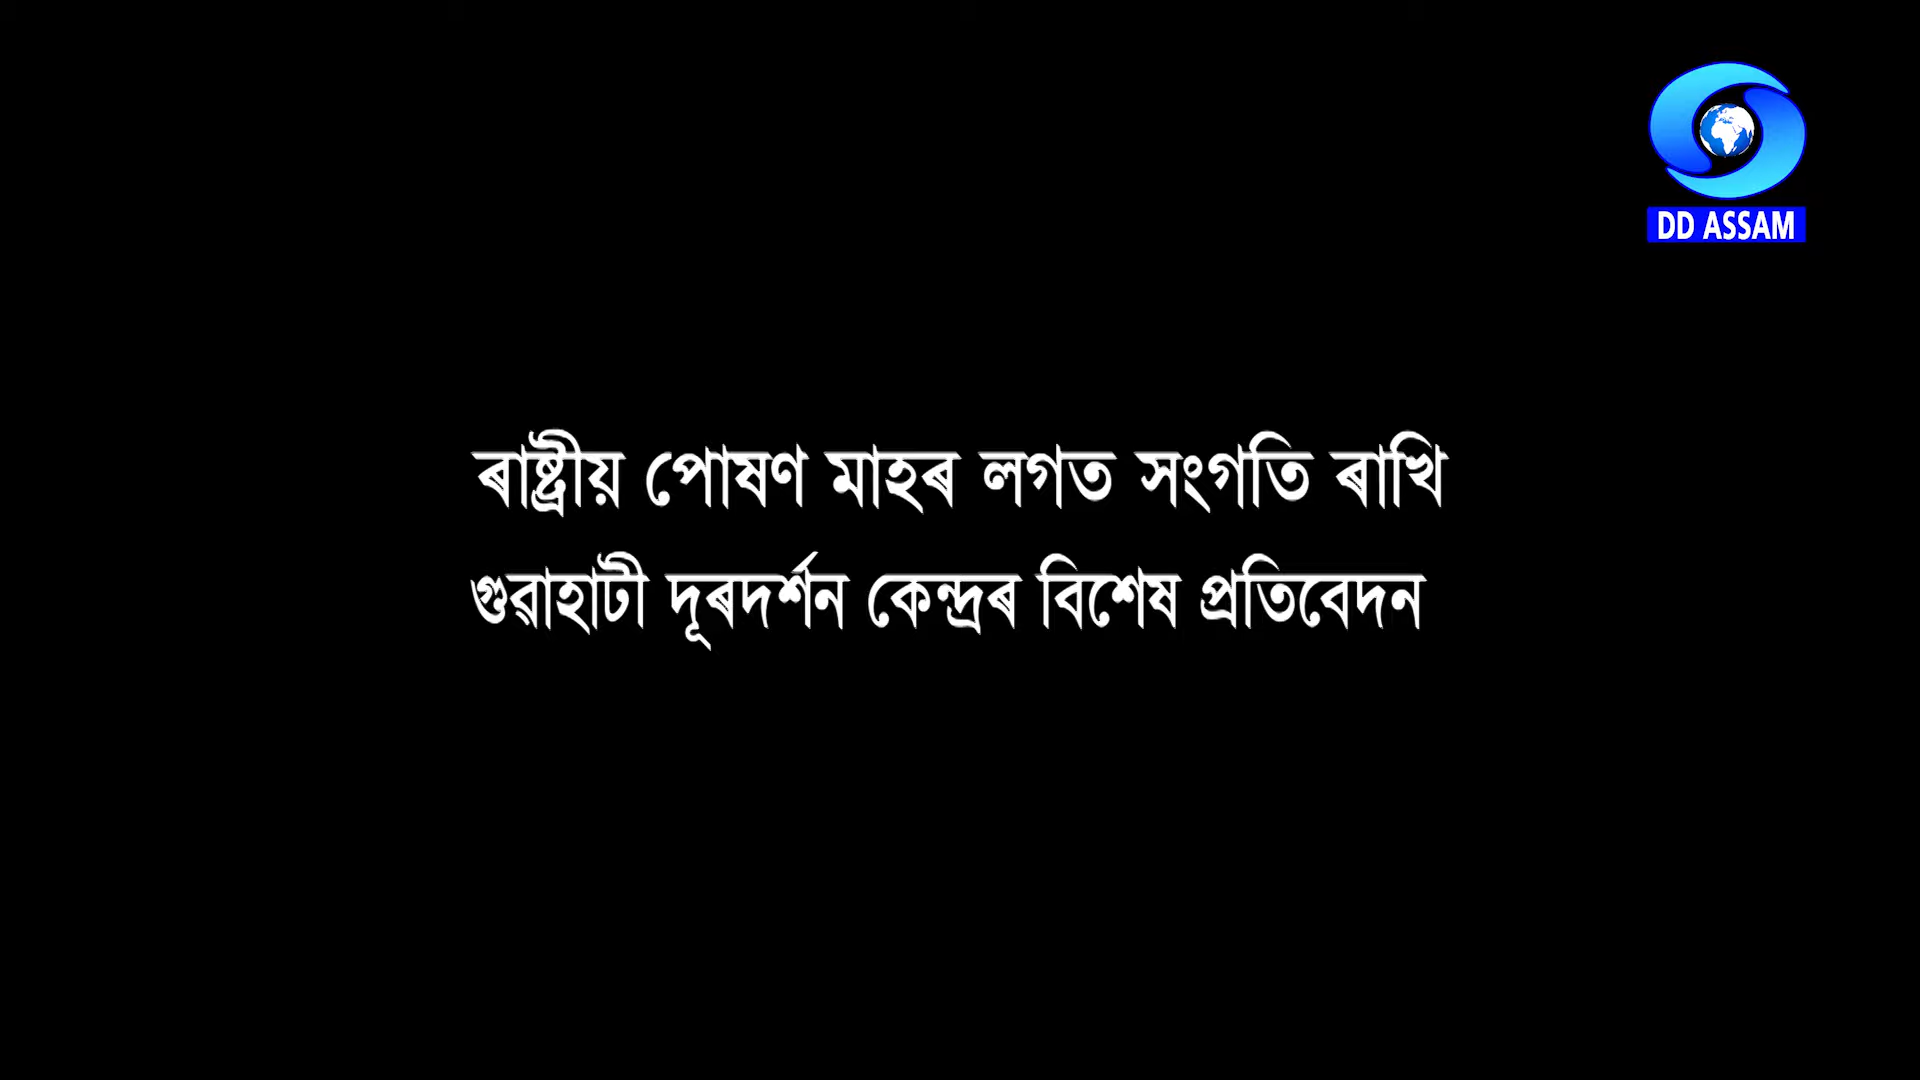 DD ASSAM
ৰাষ্ট্ৰীয় পোষণ মাহৰ লগত সংগতি ৰাখি
গুৱাহাটী দূৰদৰ্শন কেন্দ্ৰৰ বিশেষ প্ৰতিবেদন